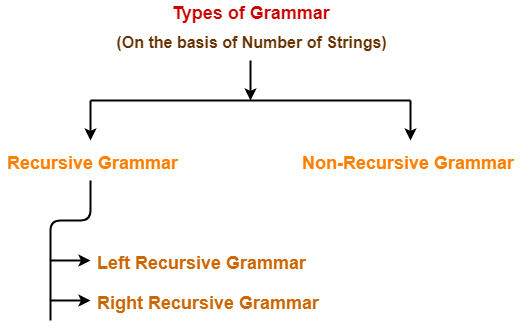 Types of Grammar
(On the basis of Number of Strings)
Recursive Grammar
Non-Recursive Grammar
Left Recursive Grammar
Right Recursive Grammar